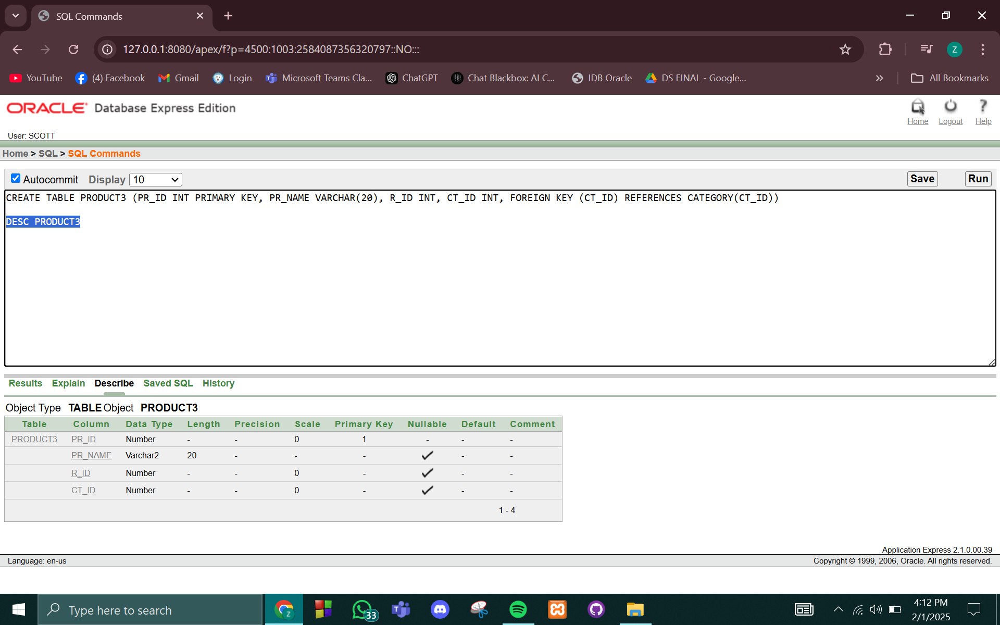 SQL Commands
127.0.0.1:8080/apex/f?p=4500:1003:2584087356320797::NO:::
Z
YouTube (4) Facebook Gmail Login Microsoft Teams Cla... ChatGPT Chat Blackbox: AI C... IDB Oracle DS FINAL - Google... » All Bookmarks
ORACLE Database Express Edition
Home Logout Help
User: SCOTT
Home > SQL > SQL Commands
Autocommit Display 10 Save Run
CREATE TABLE PRODUCT3 (PR_ID INT PRIMARY KEY, PR_NAME VARCHAR(20), R_ID INT, CT_ID INT, FOREIGN KEY (CT_ID) REFERENCES CATEGORY(CT_ID))
DESC PRODUCT3
Results Explain Describe Saved SQL History
Object Type TABLE Object PRODUCT3
Table Column Data Type Length Precision Scale Primary Key Nullable Default Comment
PRODUCT3 PR_ID Number - - 0 1 - - -
PR_NAME Varchar2 20 - - - ✓ - -
R_ID Number - - 0 - ✓ - -
CT_ID Number - - 0 - ✓ - -
1 - 4
Application Express 2.1.0.00.39
Language: en-us Copyright © 1999, 2006, Oracle. All rights reserved.
Type here to search
33
4:12 PM
2/1/2025